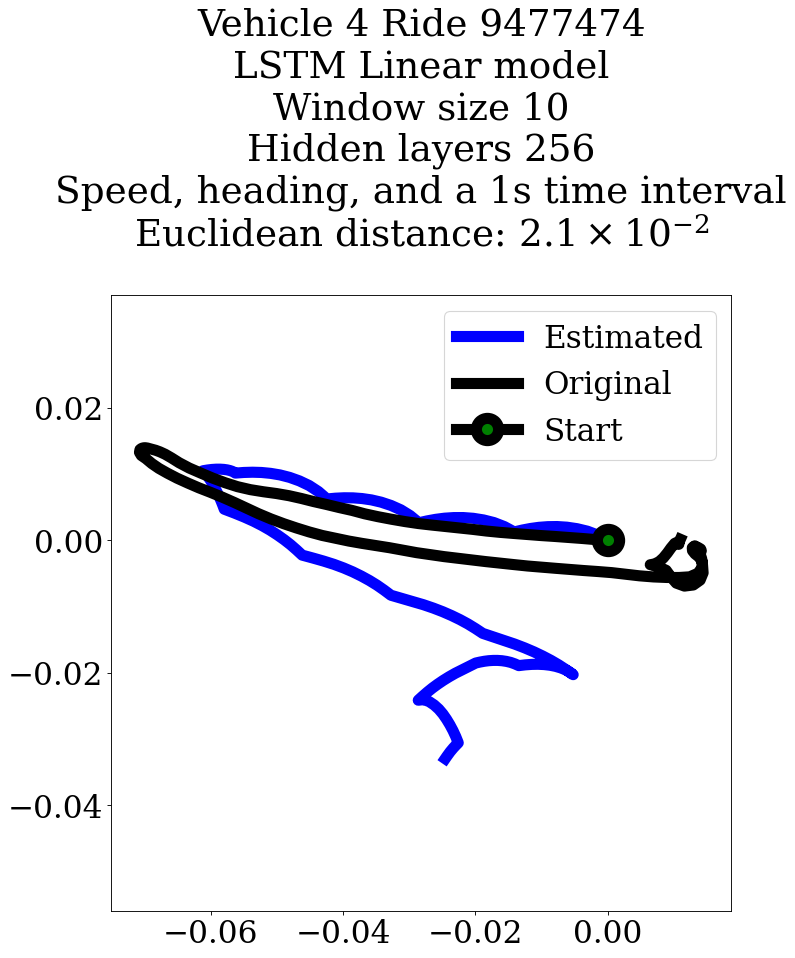 Vehicle 4 Ride 9477474
LSTM Linear model
Window size 10
Hidden layers 256
Speed, heading, and a 1s time interval
Euclidean distance: 2.1 × 10⁻²
Estimated
Original
Start
0.02
0.00
−0.02
−0.04
−0.06 −0.04 −0.02 0.00